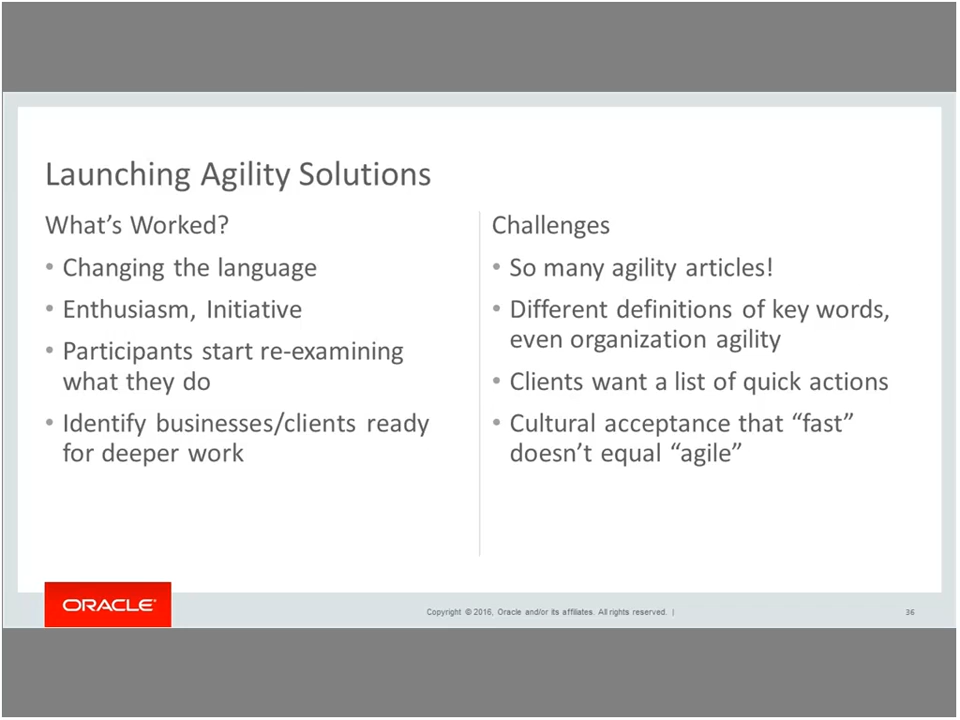 Launching Agility Solutions
What’s Worked?
• Changing the language
• Enthusiasm, Initiative
• Participants start re-examining
what they do
• Identify businesses/clients ready
for deeper work
Challenges
• So many agility articles!
• Different definitions of key words,
even organization agility
• Clients want a list of quick actions
• Cultural acceptance that “fast”
doesn’t equal “agile”
ORACLE®
Copyright © 2016, Oracle and/or its affiliates. All rights reserved. |
36